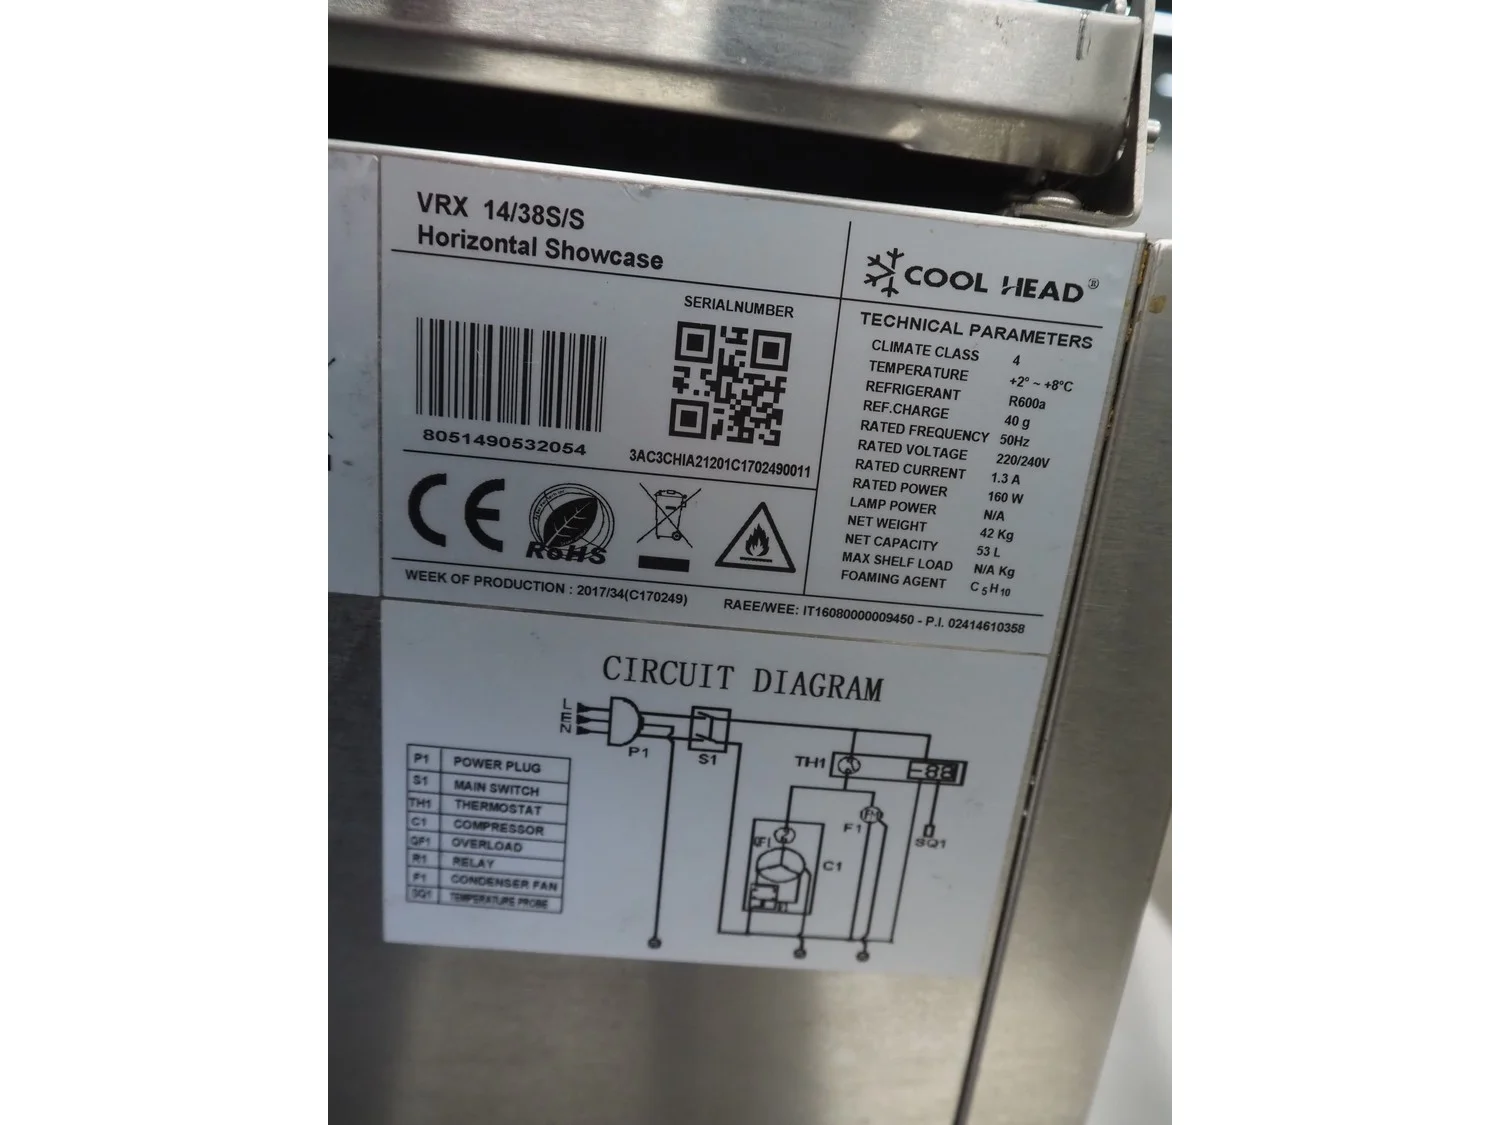 VRX 14/38S/S
Horizontal Showcase
COOL HEAD®
SERIALNUMBER
8051490532054
3AC3CHIA21201C1702490011
CE
RoHS
WEEK OF PRODUCTION : 2017/34(C170249)
RAEE/WEE: IT16080000009450 - P.I. 02414610358
TECHNICAL PARAMETERS
CLIMATE CLASS 4
TEMPERATURE +2° ~ +8°C
REFRIGERANT R600a
REF.CHARGE 40 g
RATED FREQUENCY 50Hz
RATED VOLTAGE 220/240V
RATED CURRENT 1.3 A
RATED POWER 160 W
LAMP POWER N/A
NET WEIGHT 42 Kg
NET CAPACITY 53 L
MAX SHELF LOAD N/A Kg
FOAMING AGENT C5H10
CIRCUIT DIAGRAM
L
E
N
P1
S1
TH1
-88
F1
FM
SQ1
QF1
C1
P1 POWER PLUG
S1 MAIN SWITCH
TH1 THERMOSTAT
C1 COMPRESSOR
QF1 OVERLOAD
R1 RELAY
F1 CONDENSER FAN
SQ1 TEMPERATURE PROBE